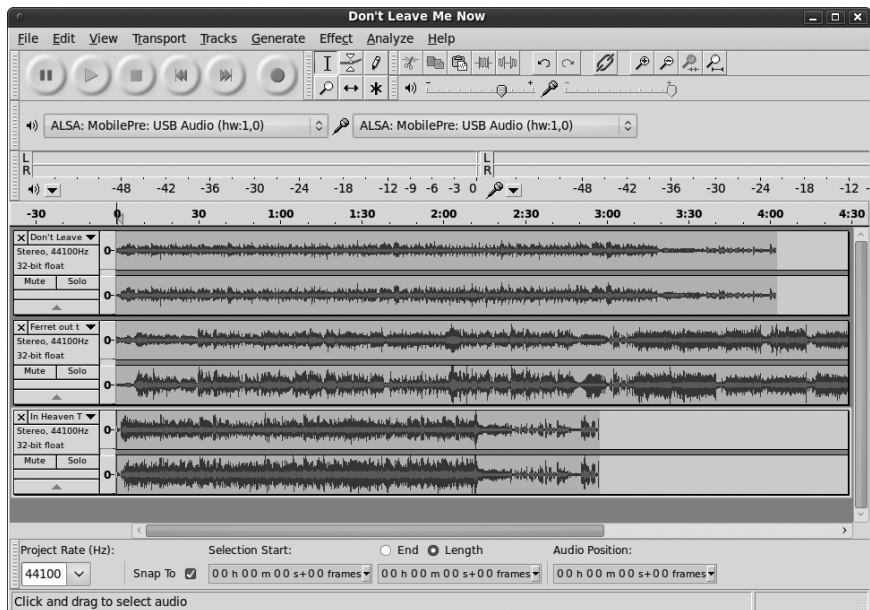 Don't Leave Me Now
File Edit View Transport Tracks Generate Effect Analyze Help
ALSA: MobilePre: USB Audio (hw:1,0) ALSA: MobilePre: USB Audio (hw:1,0)
L L
R R
-48 -42 -36 -30 -24 -18 -12 -9 -6 -3 0 -48 -42 -36 -30 -24 -18 -12 -
-30 0 30 1:00 1:30 2:00 2:30 3:00 3:30 4:00 4:30
X Don't Leave
Stereo, 44100Hz
32-bit float
Mute Solo
0-
0-
X Ferret out t
Stereo, 44100Hz
32-bit float
Mute Solo
0-
0-
X In Heaven T
Stereo, 44100Hz
32-bit float
Mute Solo
0-
0-
Project Rate (Hz): Selection Start: End Length Audio Position:
44100 Snap To 00 h 00 m 00 s+00 frames 00 h 00 m 00 s+00 frames 00 h 00 m 00 s+00 frames
Click and drag to select audio